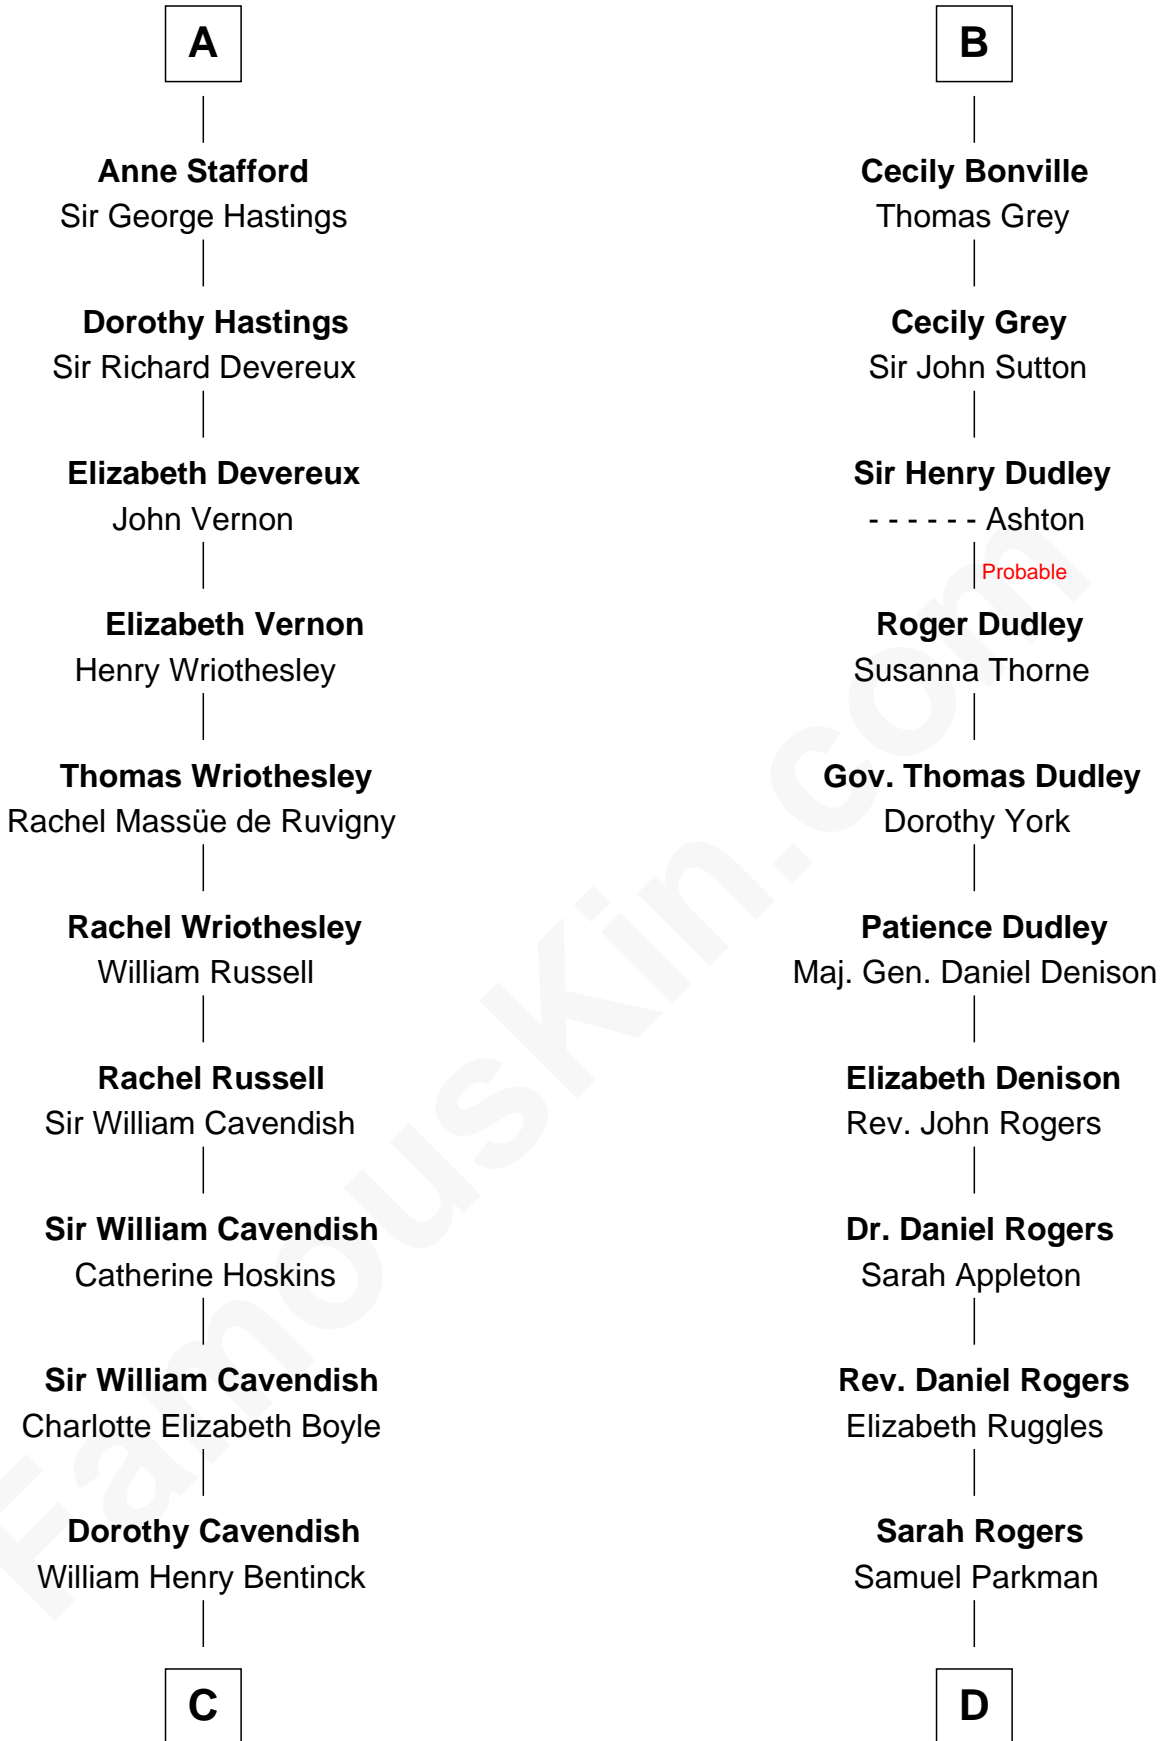 A
Anne Stafford
Sir George Hastings
Dorothy Hastings
Sir Richard Devereux
Elizabeth Devereux
John Vernon
Elizabeth Vernon
Henry Wriothesley
Thomas Wriothesley
Rachel Massüe de Ruvigny
Rachel Wriothesley
William Russell
Rachel Russell
Sir William Cavendish
Sir William Cavendish
Catherine Hoskins
Sir William Cavendish
Charlotte Elizabeth Boyle
Dorothy Cavendish
William Henry Bentinck
C
B
Cecily Bonville
Thomas Grey
Cecily Grey
Sir John Sutton
Sir Henry Dudley
- - - - - - Ashton
Probable
Roger Dudley
Susanna Thorne
Gov. Thomas Dudley
Dorothy York
Patience Dudley
Maj. Gen. Daniel Denison
Elizabeth Denison
Rev. John Rogers
Dr. Daniel Rogers
Sarah Appleton
Rev. Daniel Rogers
Elizabeth Ruggles
Sarah Rogers
Samuel Parkman
D
FamousKin.com